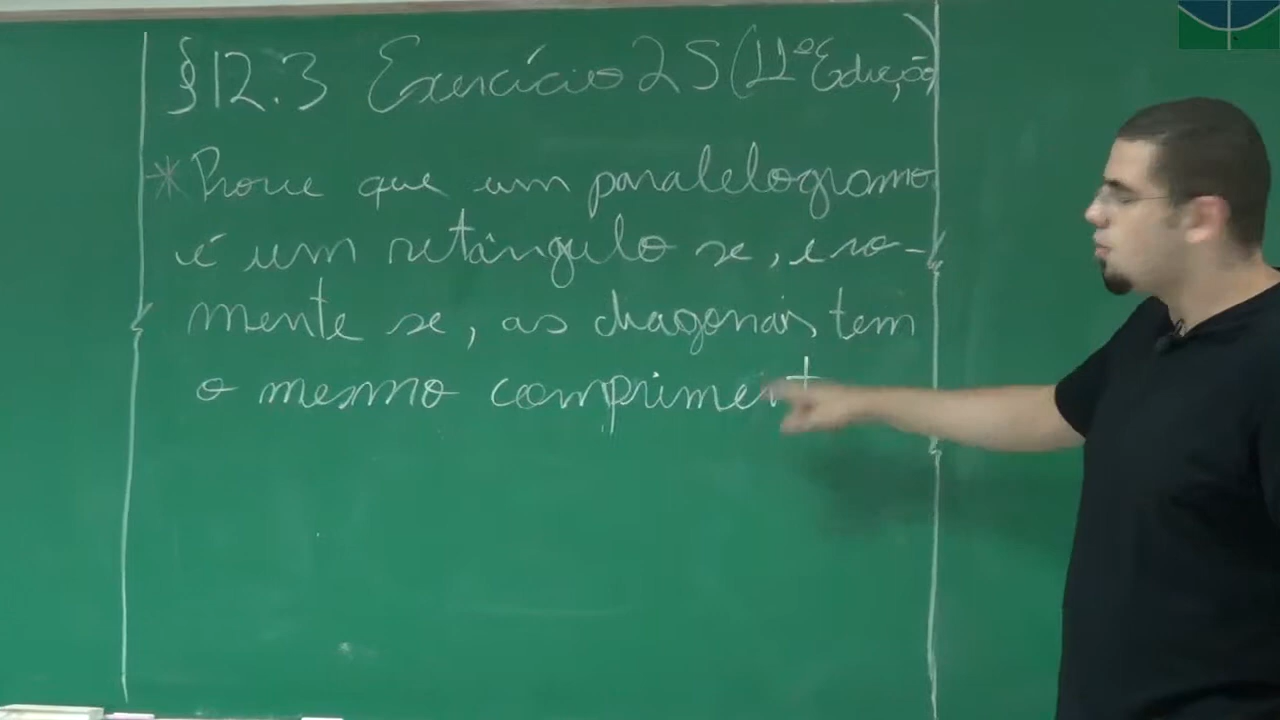 §12.3 Exercício 25 (11ª Edição)
* Prove que um paralelogramo
é um retângulo se, e so-
mente se, as diagonais tem
o mesmo compriment